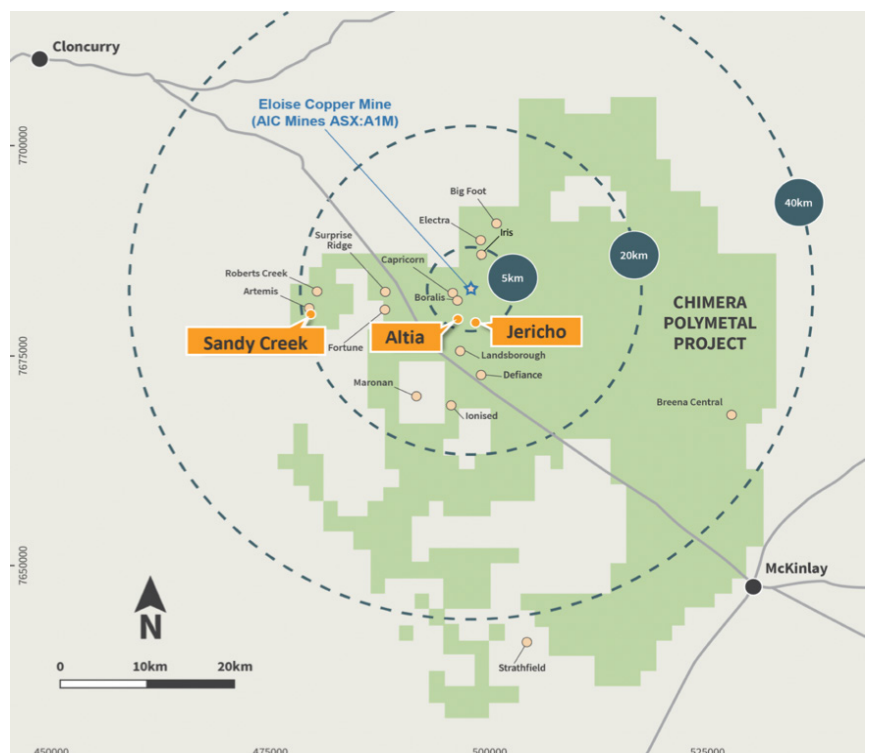 Cloncurry
Eloise Copper Mine
(AIC Mines ASX:A1M)
7700000
Big Foot
40km
Electra
Iris
Surprise
Ridge
20km
Capricorn
5km
Roberts Creek
Boralis
Artemis
CHIMERA
POLYMETAL
PROJECT
Sandy Creek
Fortune
Altia
Jericho
7675000
Landsborough
Defiance
Maronan
Breena Central
Ionised
7650000
McKinlay
N
Strathfield
0
10km
20km
450000
475000
500000
525000